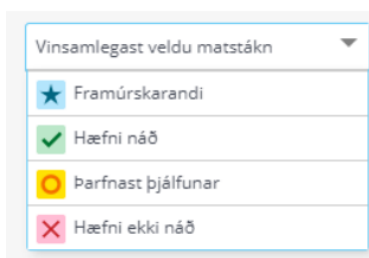 Vinsamlegast veldu matstákn
Framúrskarandi
Hæfni náð
Þarfnast þjálfunar
Hæfni ekki náð